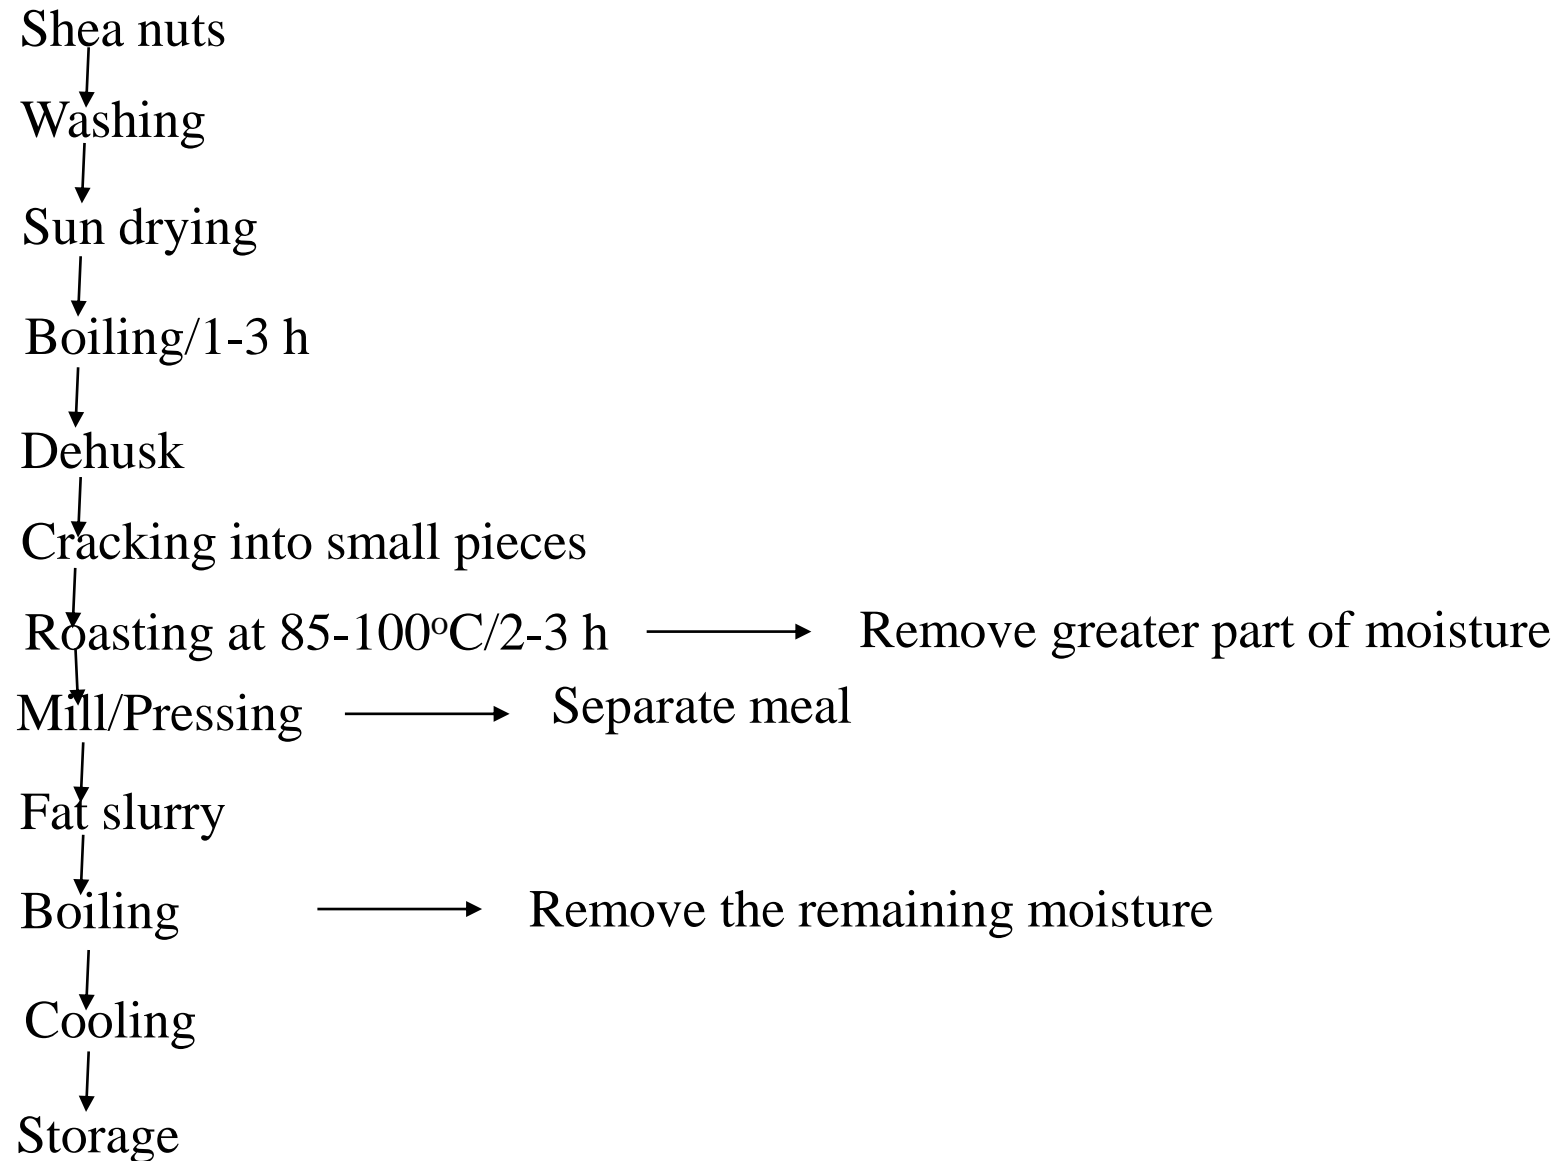 Shea nuts
Washing
Sun drying
Boiling/1-3 h
Dehusk
Cracking into small pieces
Roasting at 85-100ᵒC/2-3 h
Remove greater part of moisture
Mill/Pressing
Separate meal
Fat slurry
Boiling
Remove the remaining moisture
Cooling
Storage